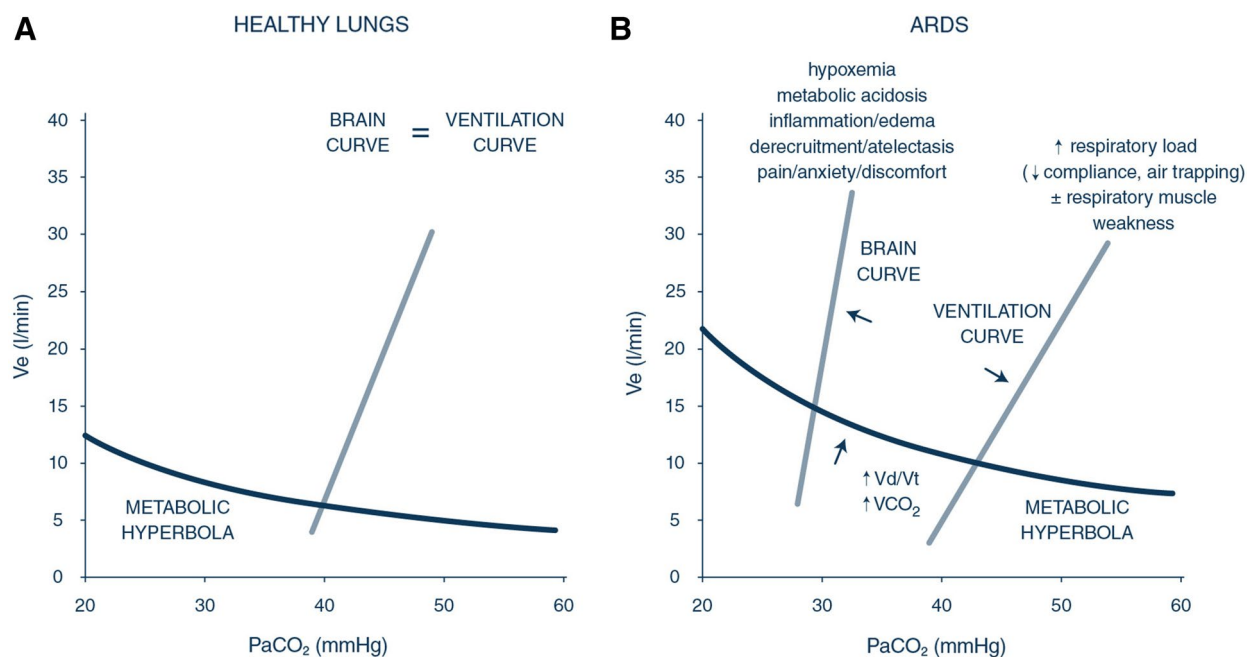 A
HEALTHY LUNGS
40
35
30
25
20
15
10
5
0
Ve (l/min)
BRAIN
CURVE
=
VENTILATION
CURVE
METABOLIC
HYPERBOLA
20
30
40
50
60
PaCO₂ (mmHg)
B
ARDS
hypoxemia
metabolic acidosis
inflammation/edema
derecruitment/atelectasis
pain/anxiety/discomfort
↑ respiratory load
(↓ compliance, air trapping)
± respiratory muscle
weakness
40
35
30
25
20
15
10
5
0
Ve (l/min)
BRAIN
CURVE
VENTILATION
CURVE
↑ Vd/Vt
↑ VCO₂
METABOLIC
HYPERBOLA
20
30
40
50
60
PaCO₂ (mmHg)